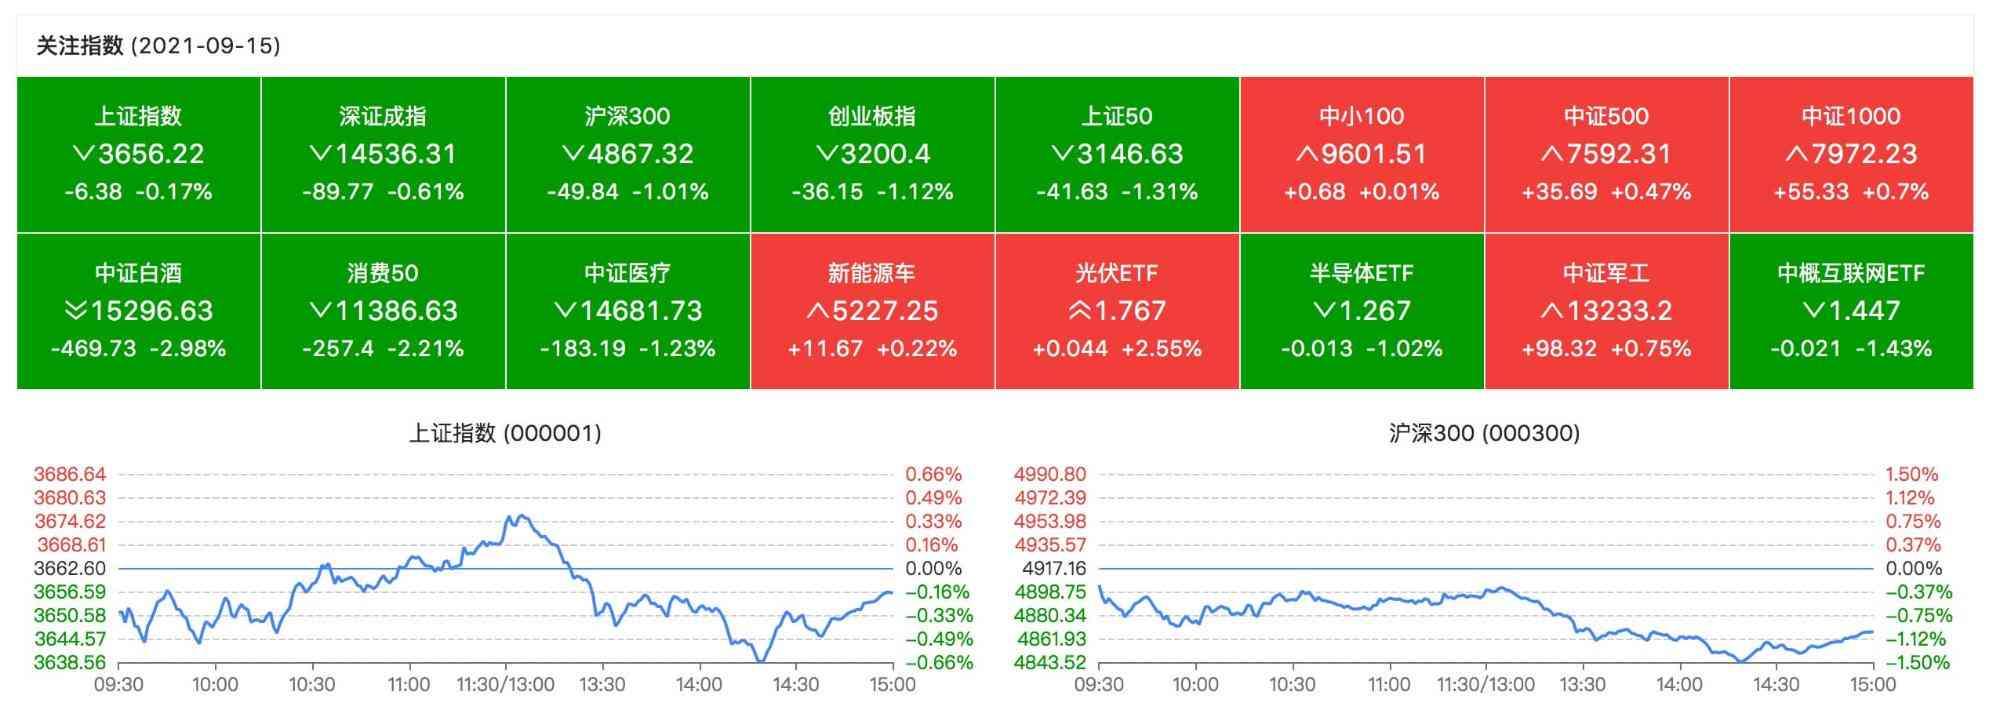 关注指数 (2021-09-15)
上证指数 深证成指 沪深300 创业板指 上证50 中小100 中证500 中证1000
3656.22 14536.31 4867.32 3200.4 3146.63 9601.51 7592.31 7972.23
-6.38 -0.17% -89.77 -0.61% -49.84 -1.01% -36.15 -1.12% -41.63 -1.31% +0.68 +0.01% +35.69 +0.47% +55.33 +0.7%
中证白酒 消费50 中证医疗 新能源车 光伏ETF 半导体ETF 中证军工 中概互联网ETF
15296.63 11386.63 14681.73 5227.25 1.767 1.267 13233.2 1.447
-469.73 -2.98% -257.4 -2.21% -183.19 -1.23% +11.67 +0.22% +0.044 +2.55% -0.013 -1.02% +98.32 +0.75% -0.021 -1.43%
上证指数 (000001)
3686.64 0.66%
3680.63 0.49%
3674.62 0.33%
3668.61 0.16%
3662.60 0.00%
3656.59 -0.16%
3650.58 -0.33%
3644.57 -0.49%
3638.56 -0.66%
09:30 10:00 10:30 11:00 11:30/13:00 13:30 14:00 14:30 15:00
沪深300 (000300)
4990.80 1.50%
4972.39 1.12%
4953.98 0.75%
4935.57 0.37%
4917.16 0.00%
4898.75 -0.37%
4880.34 -0.75%
4861.93 -1.12%
4843.52 -1.50%
09:30 10:00 10:30 11:00 11:30/13:00 13:30 14:00 14:30 15:00